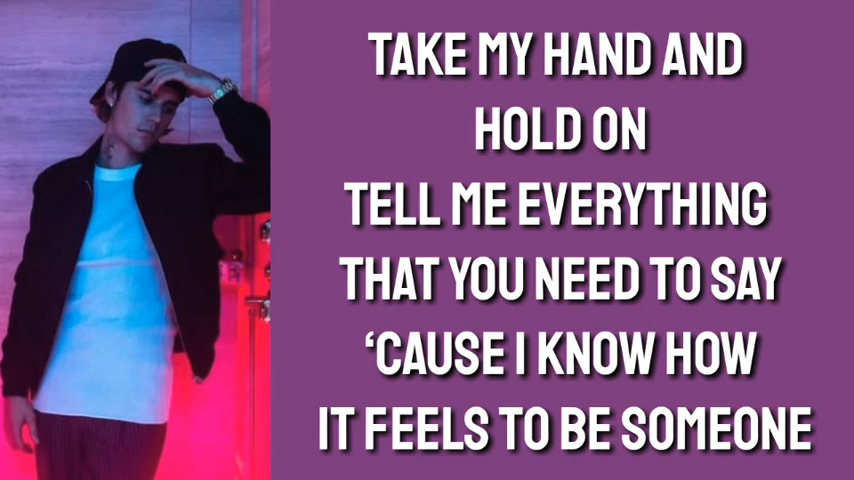 TAKE MY HAND AND
HOLD ON
TELL ME EVERYTHING
THAT YOU NEED TO SAY
‘CAUSE I KNOW HOW
IT FEELS TO BE SOMEONE